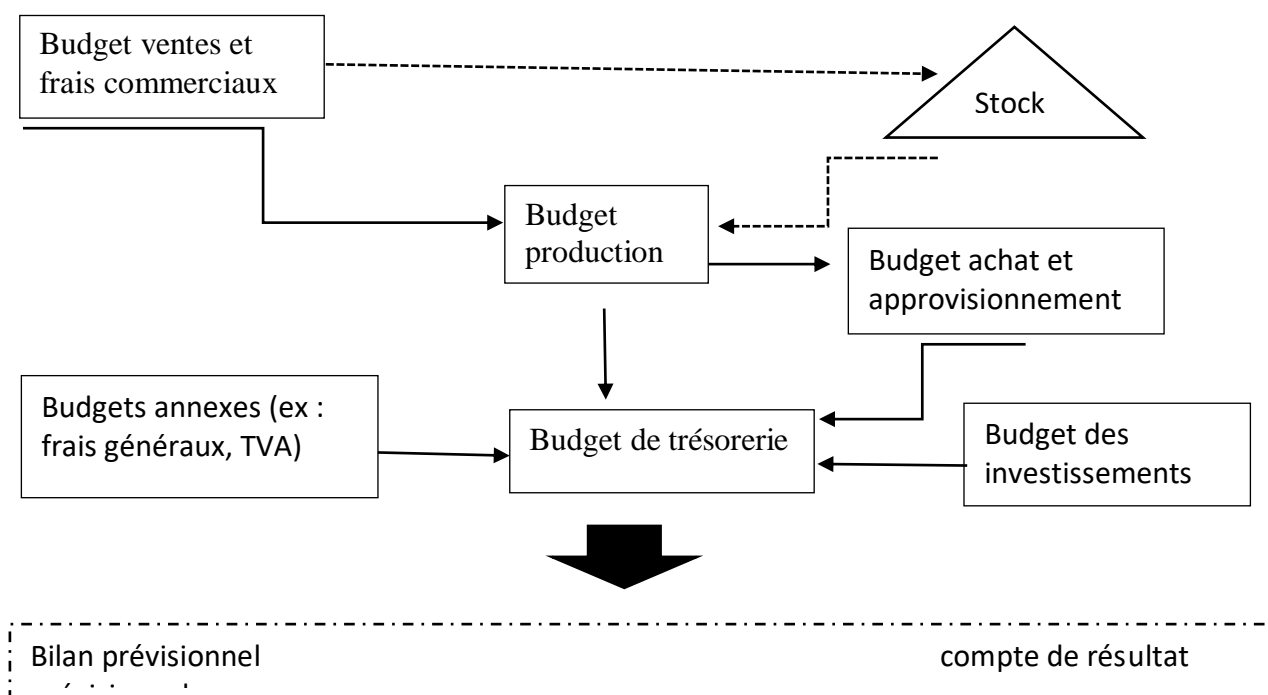 Budget ventes et
frais commerciaux
Stock
Budget
production
Budget achat et
approvisionnement
Budgets annexes (ex :
frais généraux, TVA)
Budget de trésorerie
Budget des
investissements
Bilan prévisionnel compte de résultat